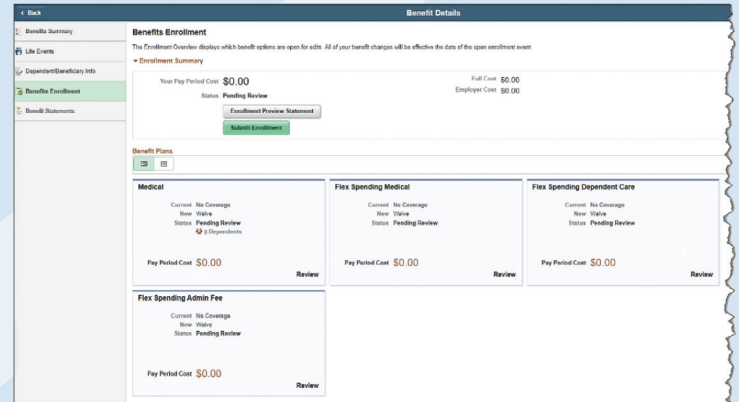 < Back
Benefit Details
Benefits Summary
Life Events
Dependent/Beneficiary Info
Benefits Enrollment
Benefit Statements
Benefits Enrollment
The Enrollment Overview displays which benefit options are open for edits. All of your benefit changes will be effective the date of the open enrollment event
Enrollment Summary
Your Pay Period Cost $0.00
Status Pending Review
Full Cost $0.00
Employer Cost $0.00
Enrollment Preview Statement
Submit Enrollment
Benefit Plans
Medical
Current No Coverage
New Waive
Status Pending Review
0 Dependents
Pay Period Cost $0.00
Review
Flex Spending Medical
Current No Coverage
New Waive
Status Pending Review
Pay Period Cost $0.00
Review
Flex Spending Dependent Care
Current No Coverage
New Waive
Status Pending Review
Pay Period Cost $0.00
Review
Flex Spending Admin Fee
Current No Coverage
New Waive
Status Pending Review
Pay Period Cost $0.00
Review